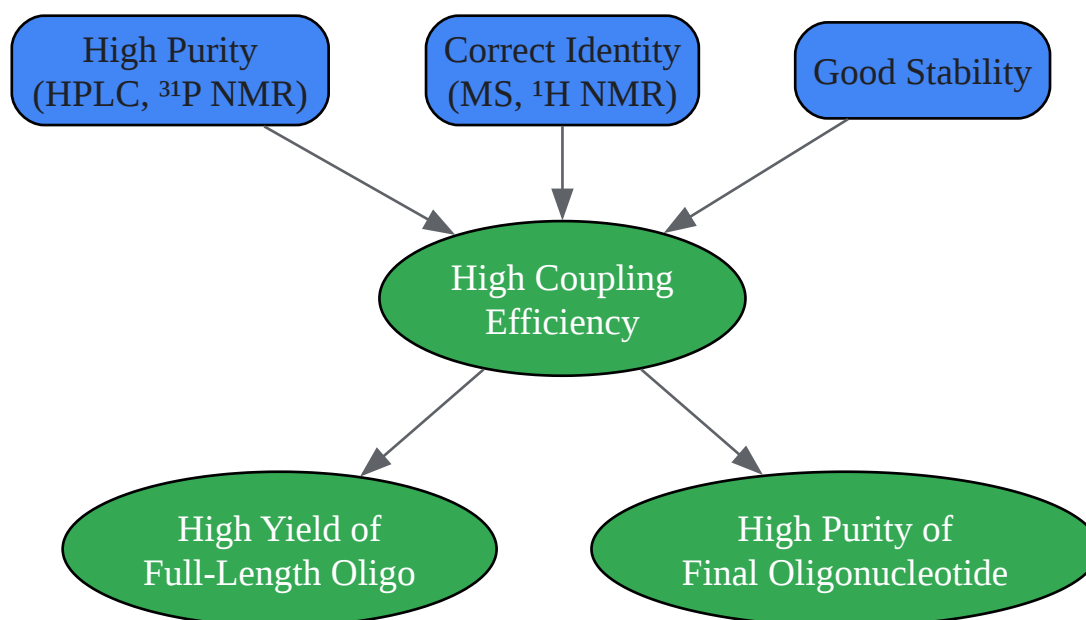 High Purity
(HPLC, ³¹P NMR)
Correct Identity
(MS, ¹H NMR)
Good Stability
High Coupling
Efficiency
High Yield of
Full-Length Oligo
High Purity of
Final Oligonucleotide